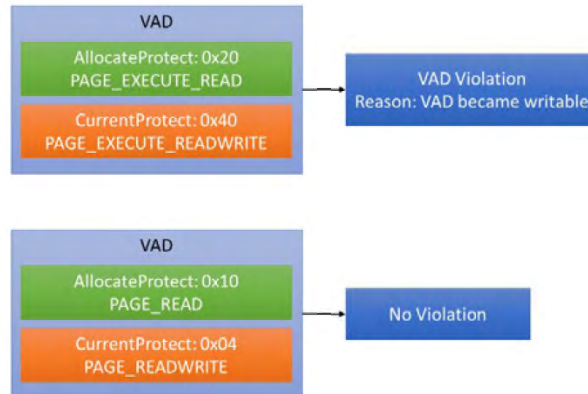 VAD
AllocateProtect: 0x20
PAGE_EXECUTE_READ
CurrentProtect: 0x40
PAGE_EXECUTE_READWRITE
VAD Violation
Reason: VAD became writable
VAD
AllocateProtect: 0x10
PAGE_READ
CurrentProtect: 0x04
PAGE_READWRITE
No Violation